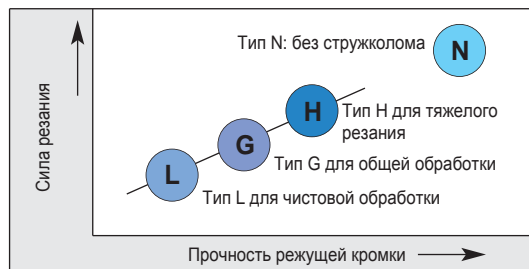 Сила резания
Тип N: без стружколома
N
H
Тип H для тяжелого
резания
G
Тип G для общей обработки
L
Тип L для чистовой обработки
Прочность режущей кромки